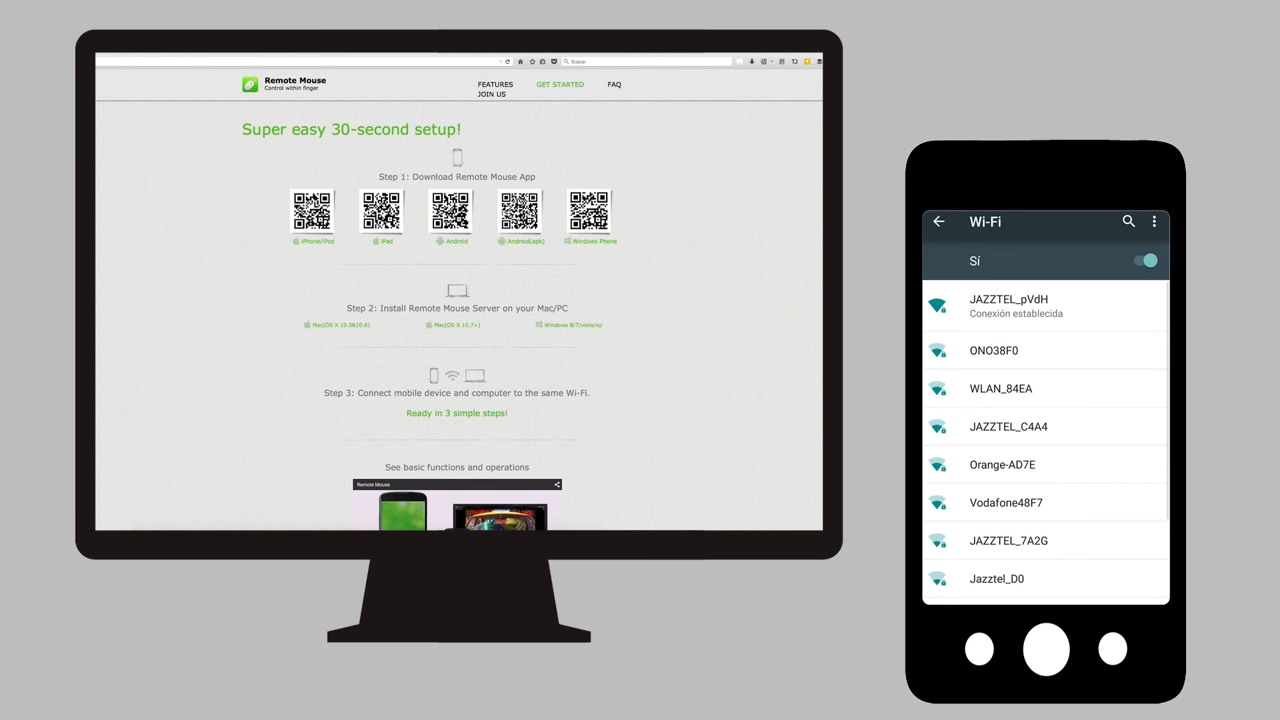 Buscar
Remote Mouse
Control within finger
FEATURES
GET STARTED
FAQ
JOIN US
Super easy 30-second setup!
Step 1: Download Remote Mouse App
iPhone/iPod
iPad
Android
Android(apk)
Windows Phone
Step 2: Install Remote Mouse Server on your Mac/PC
Mac(OS X 10.5&10.6)
Mac(OS X 10.7+)
Windows 8/7/vista/xp
Step 3: Connect mobile device and computer to the same Wi-Fi.
Ready in 3 simple steps!
See basic functions and operations
Remote Mouse
Wi-Fi
Sí
JAZZTEL_pVdH
Conexión establecida
ONO38F0
WLAN_84EA
JAZZTEL_C4A4
Orange-AD7E
Vodafone48F7
JAZZTEL_7A2G
Jazztel_D0